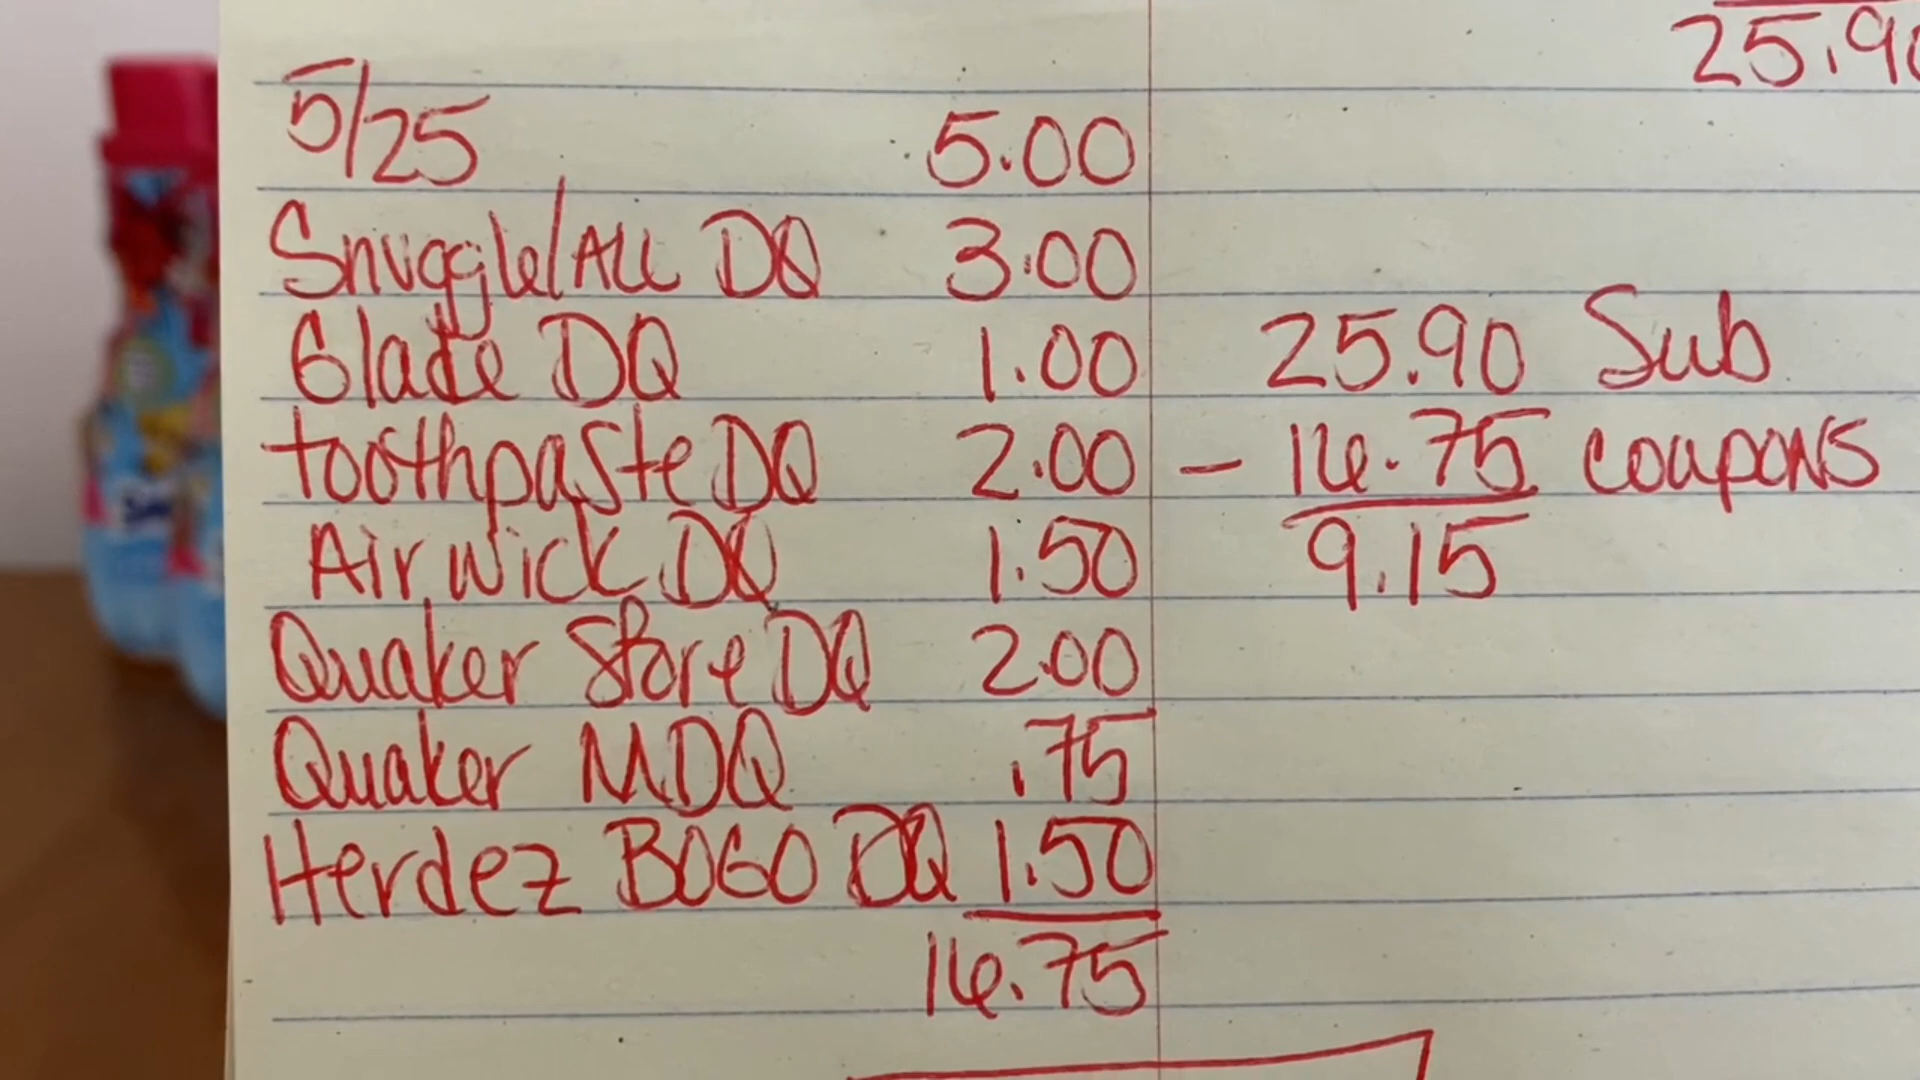 25.90
5/25 5.00
Snuggle/ALL DQ 3.00
Glade DQ 1.00
toothpaste DQ 2.00
Air Wick DQ 1.50
Quaker Store DQ 2.00
Quaker MDQ .75
Herdez BOGO DQ 1.50
16.75
25.90 Sub
- 16.75 coupons
9.15